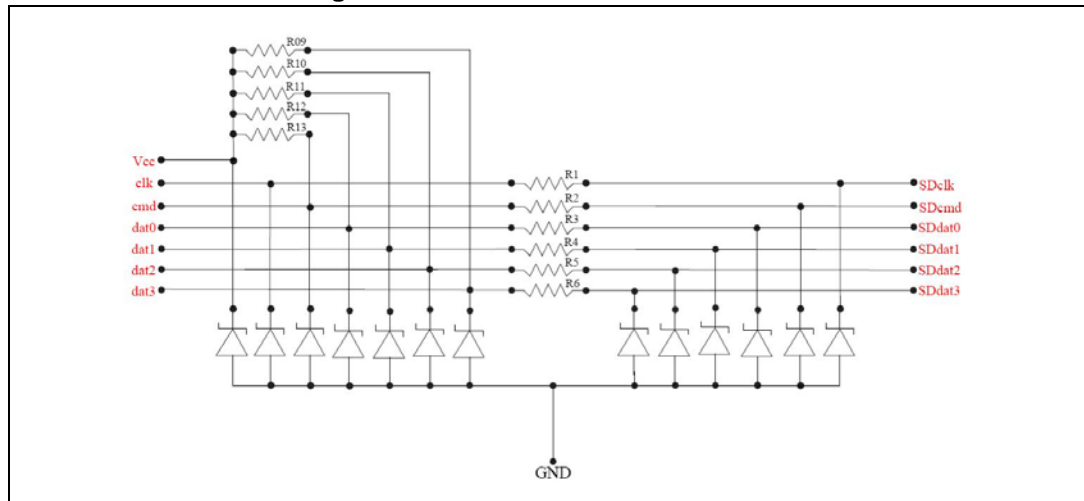 R09
R10
R11
R12
R13
Vcc
clk R1 SDclk
cmd R2 SDcmd
dat0 R3 SDdat0
dat1 R4 SDdat1
dat2 R5 SDdat2
dat3 R6 SDdat3
GND